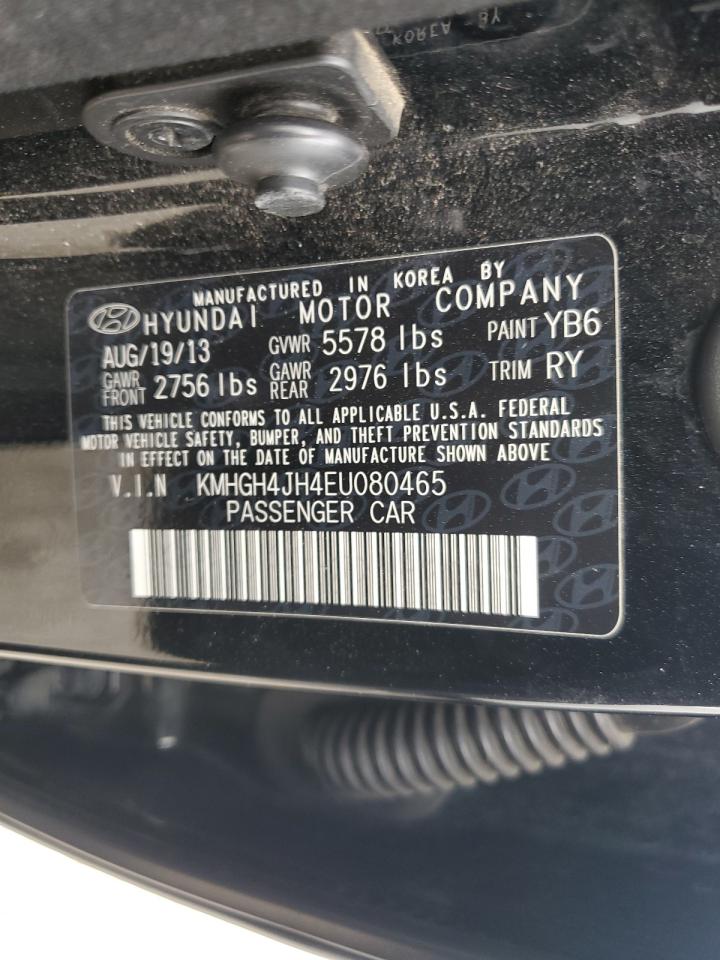 KOREA BY
MANUFACTURED IN KOREA BY
HYUNDAI MOTOR COMPANY
AUG/19/13 GVWR 5578 lbs PAINT YB6
GAWR FRONT 2756 lbs GAWR REAR 2976 lbs TRIM RY
THIS VEHICLE CONFORMS TO ALL APPLICABLE U.S.A. FEDERAL
MOTOR VEHICLE SAFETY, BUMPER, AND THEFT PREVENTION STANDARDS
IN EFFECT ON THE DATE OF MANUFACTURE SHOWN ABOVE
V.I.N KMHGH4JH4EU080465
PASSENGER CAR